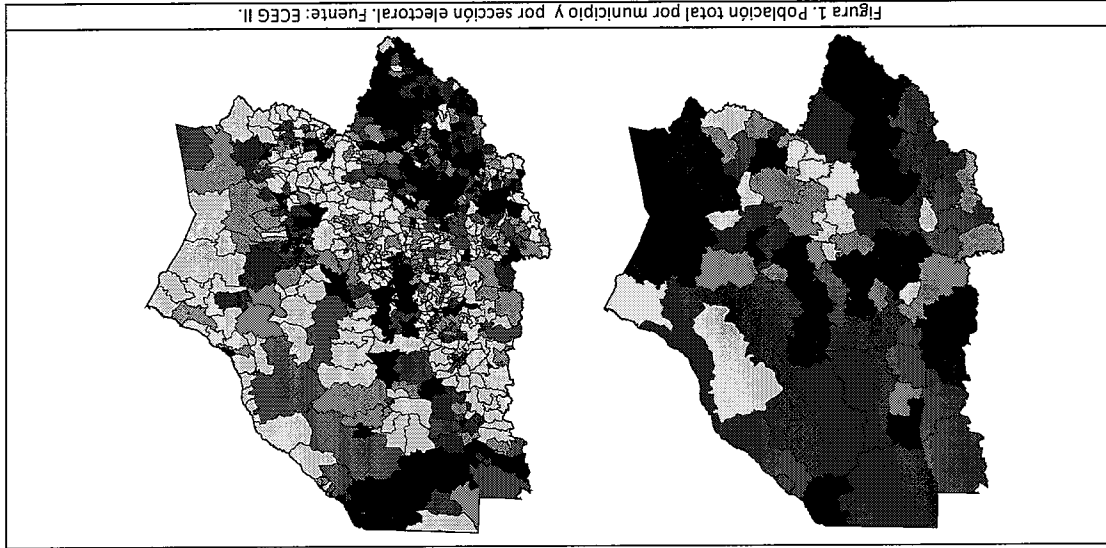 Figura 1. Población total por municipio y por sección electoral. Fuente: ECEG II.